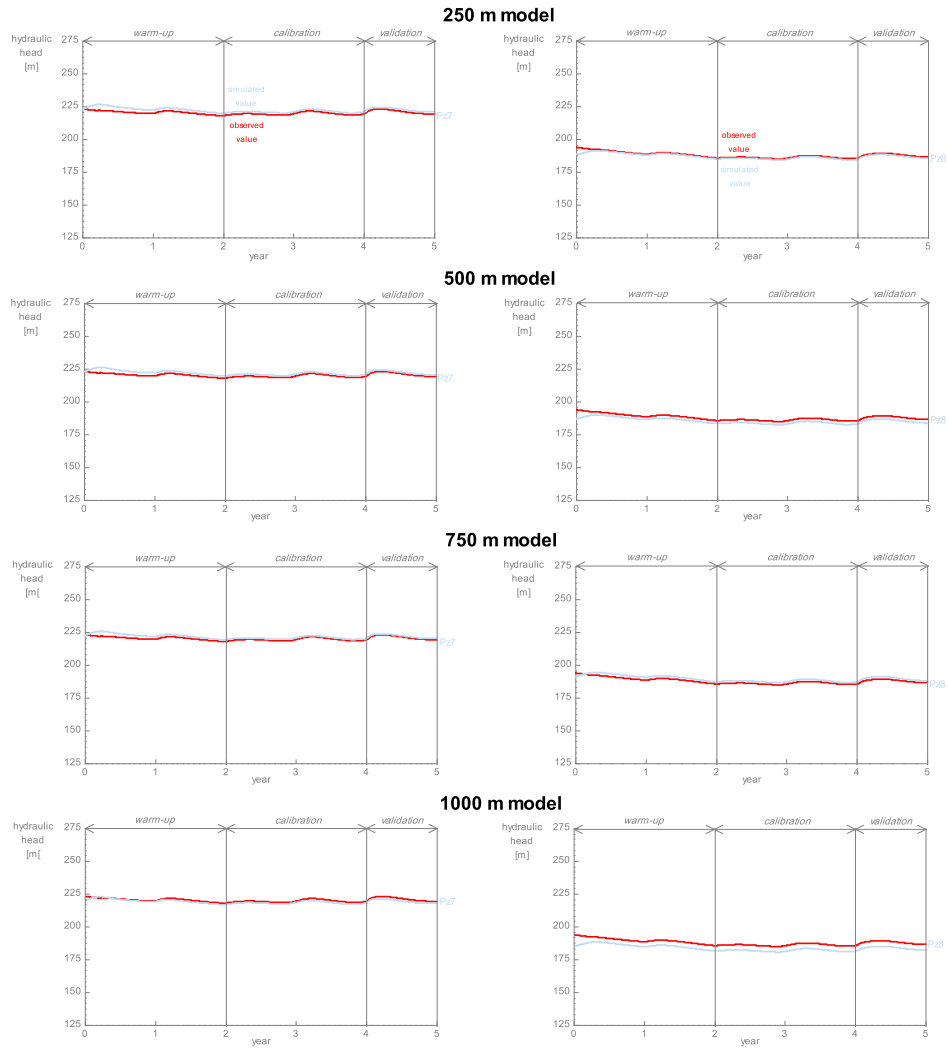 250 m model
hydraulic
head
[m]
275
250
225
200
175
150
125
warm-up
calibration
validation
simulated
value
observed
value
Pz7
0
1
2
3
4
5
year
hydraulic
head
[m]
275
250
225
200
175
150
125
warm-up
calibration
validation
observed
value
simulated
value
Pz8
0
1
2
3
4
5
year
500 m model
hydraulic
head
[m]
275
250
225
200
175
150
125
warm-up
calibration
validation
Pz7
0
1
2
3
4
5
year
hydraulic
head
[m]
275
250
225
200
175
150
125
warm-up
calibration
validation
Pz8
0
1
2
3
4
5
year
750 m model
hydraulic
head
[m[
275
250
225
200
175
150
125
warm-up
calibration
validation
Pz7
0
1
2
3
4
5
year
hydraulic
head
[m]
275
250
225
200
175
150
125
warm-up
calibration
validation
Pz8
0
1
2
3
4
5
year
1000 m model
hydraulic
head
[m[
275
250
225
200
175
150
125
warm-up
calibration
validation
Pz7
0
1
2
3
4
5
year
hydraulic
head
[m]
275
250
225
200
175
150
125
warm-up
calibration
validation
Pz8
0
1
2
3
4
5
year